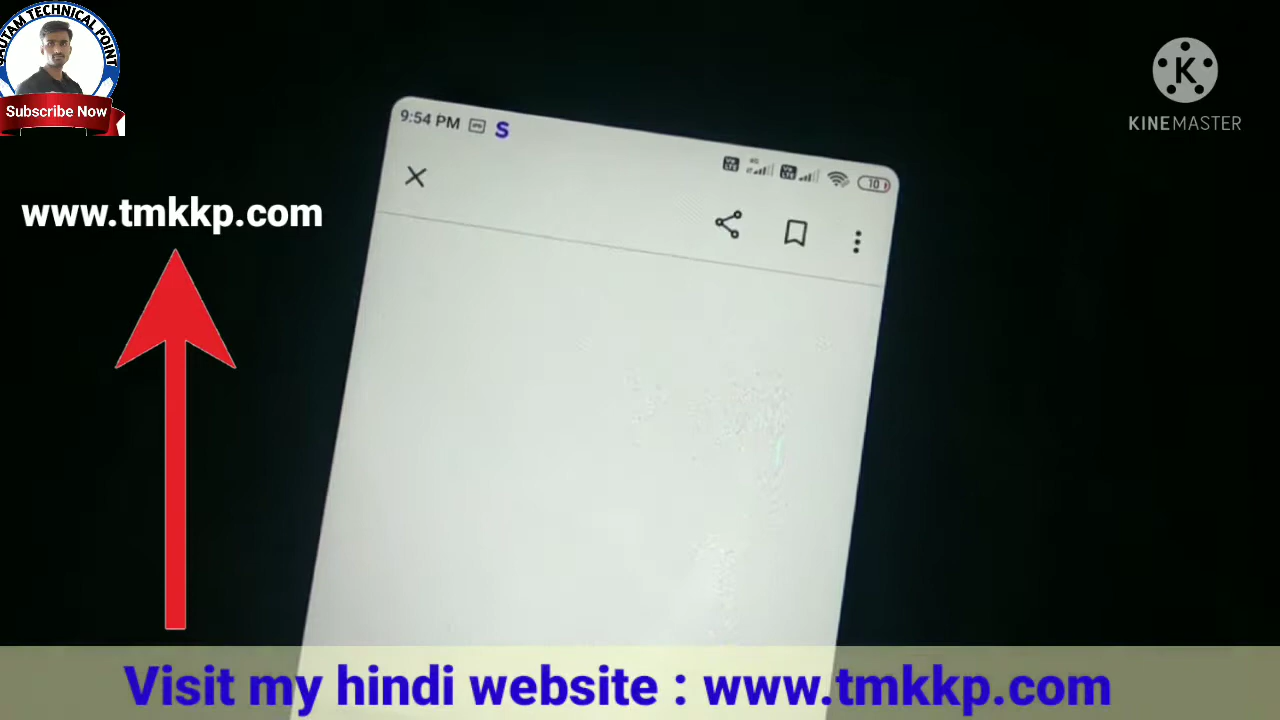 GAUTAM TECHNICAL POINT
Subscribe Now
KINEMASTER
K
9:54 PM
S
10
www.tmkkp.com
Visit my hindi website : www.tmkkp.com